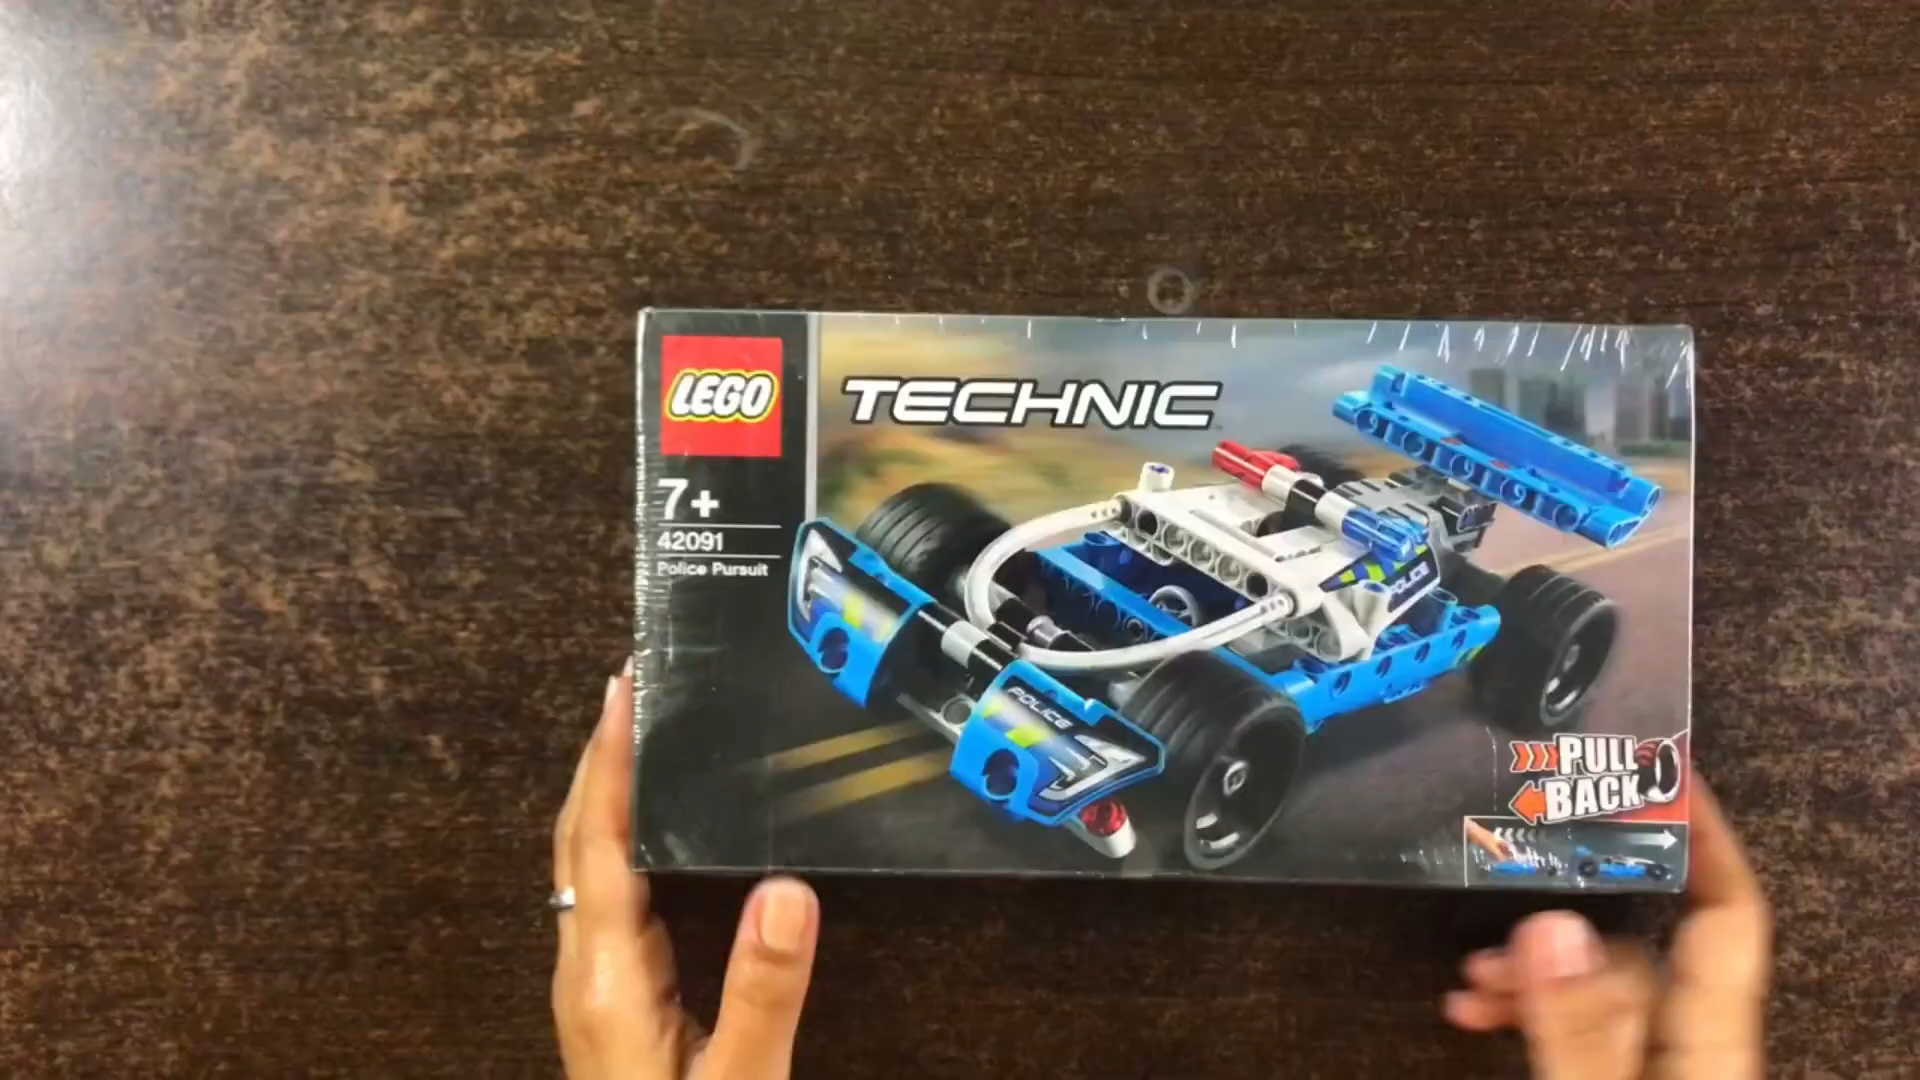 LEGO
TECHNIC
7+
42091
Police Pursuit
POLICE
POLICE
PULL
BACK